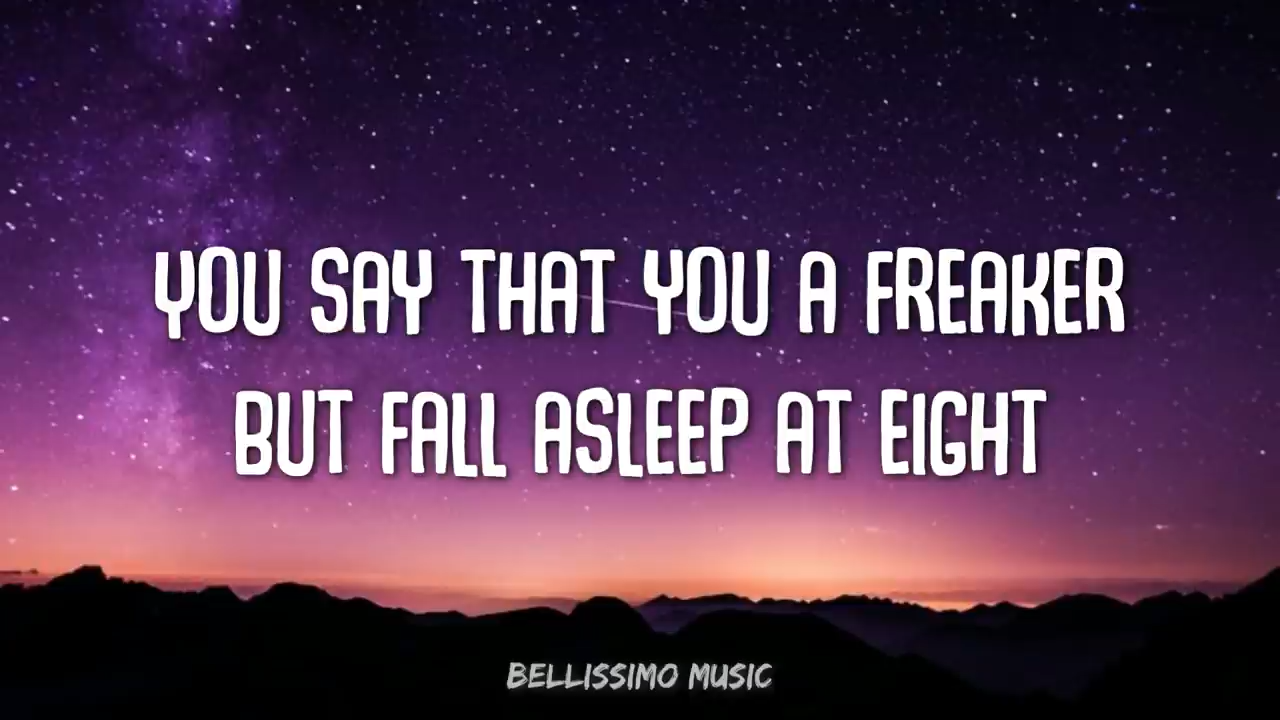 YOU SAY THAT YOU A FREAKER
BUT FALL ASLEEP AT EIGHT
BELLISSIMO MUSIC